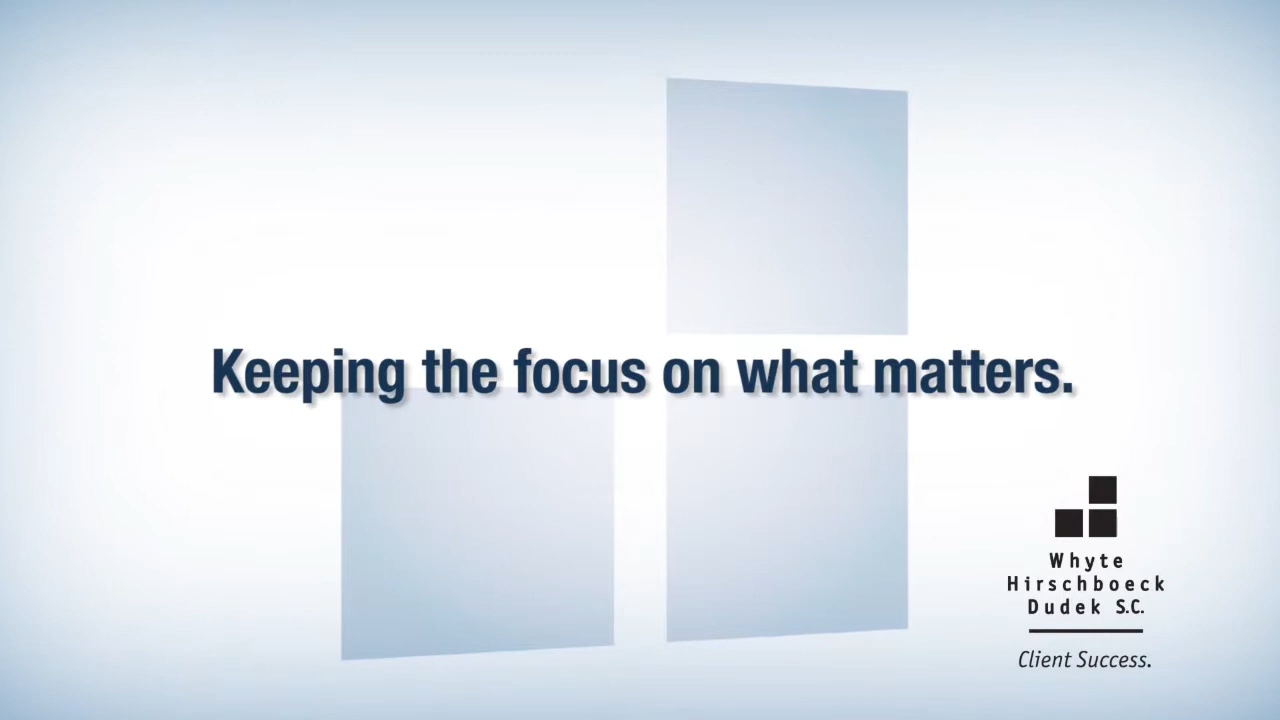 Keeping the focus on what matters.
Whyte
Hirschboeck
Dudek S.C.
Client Success.